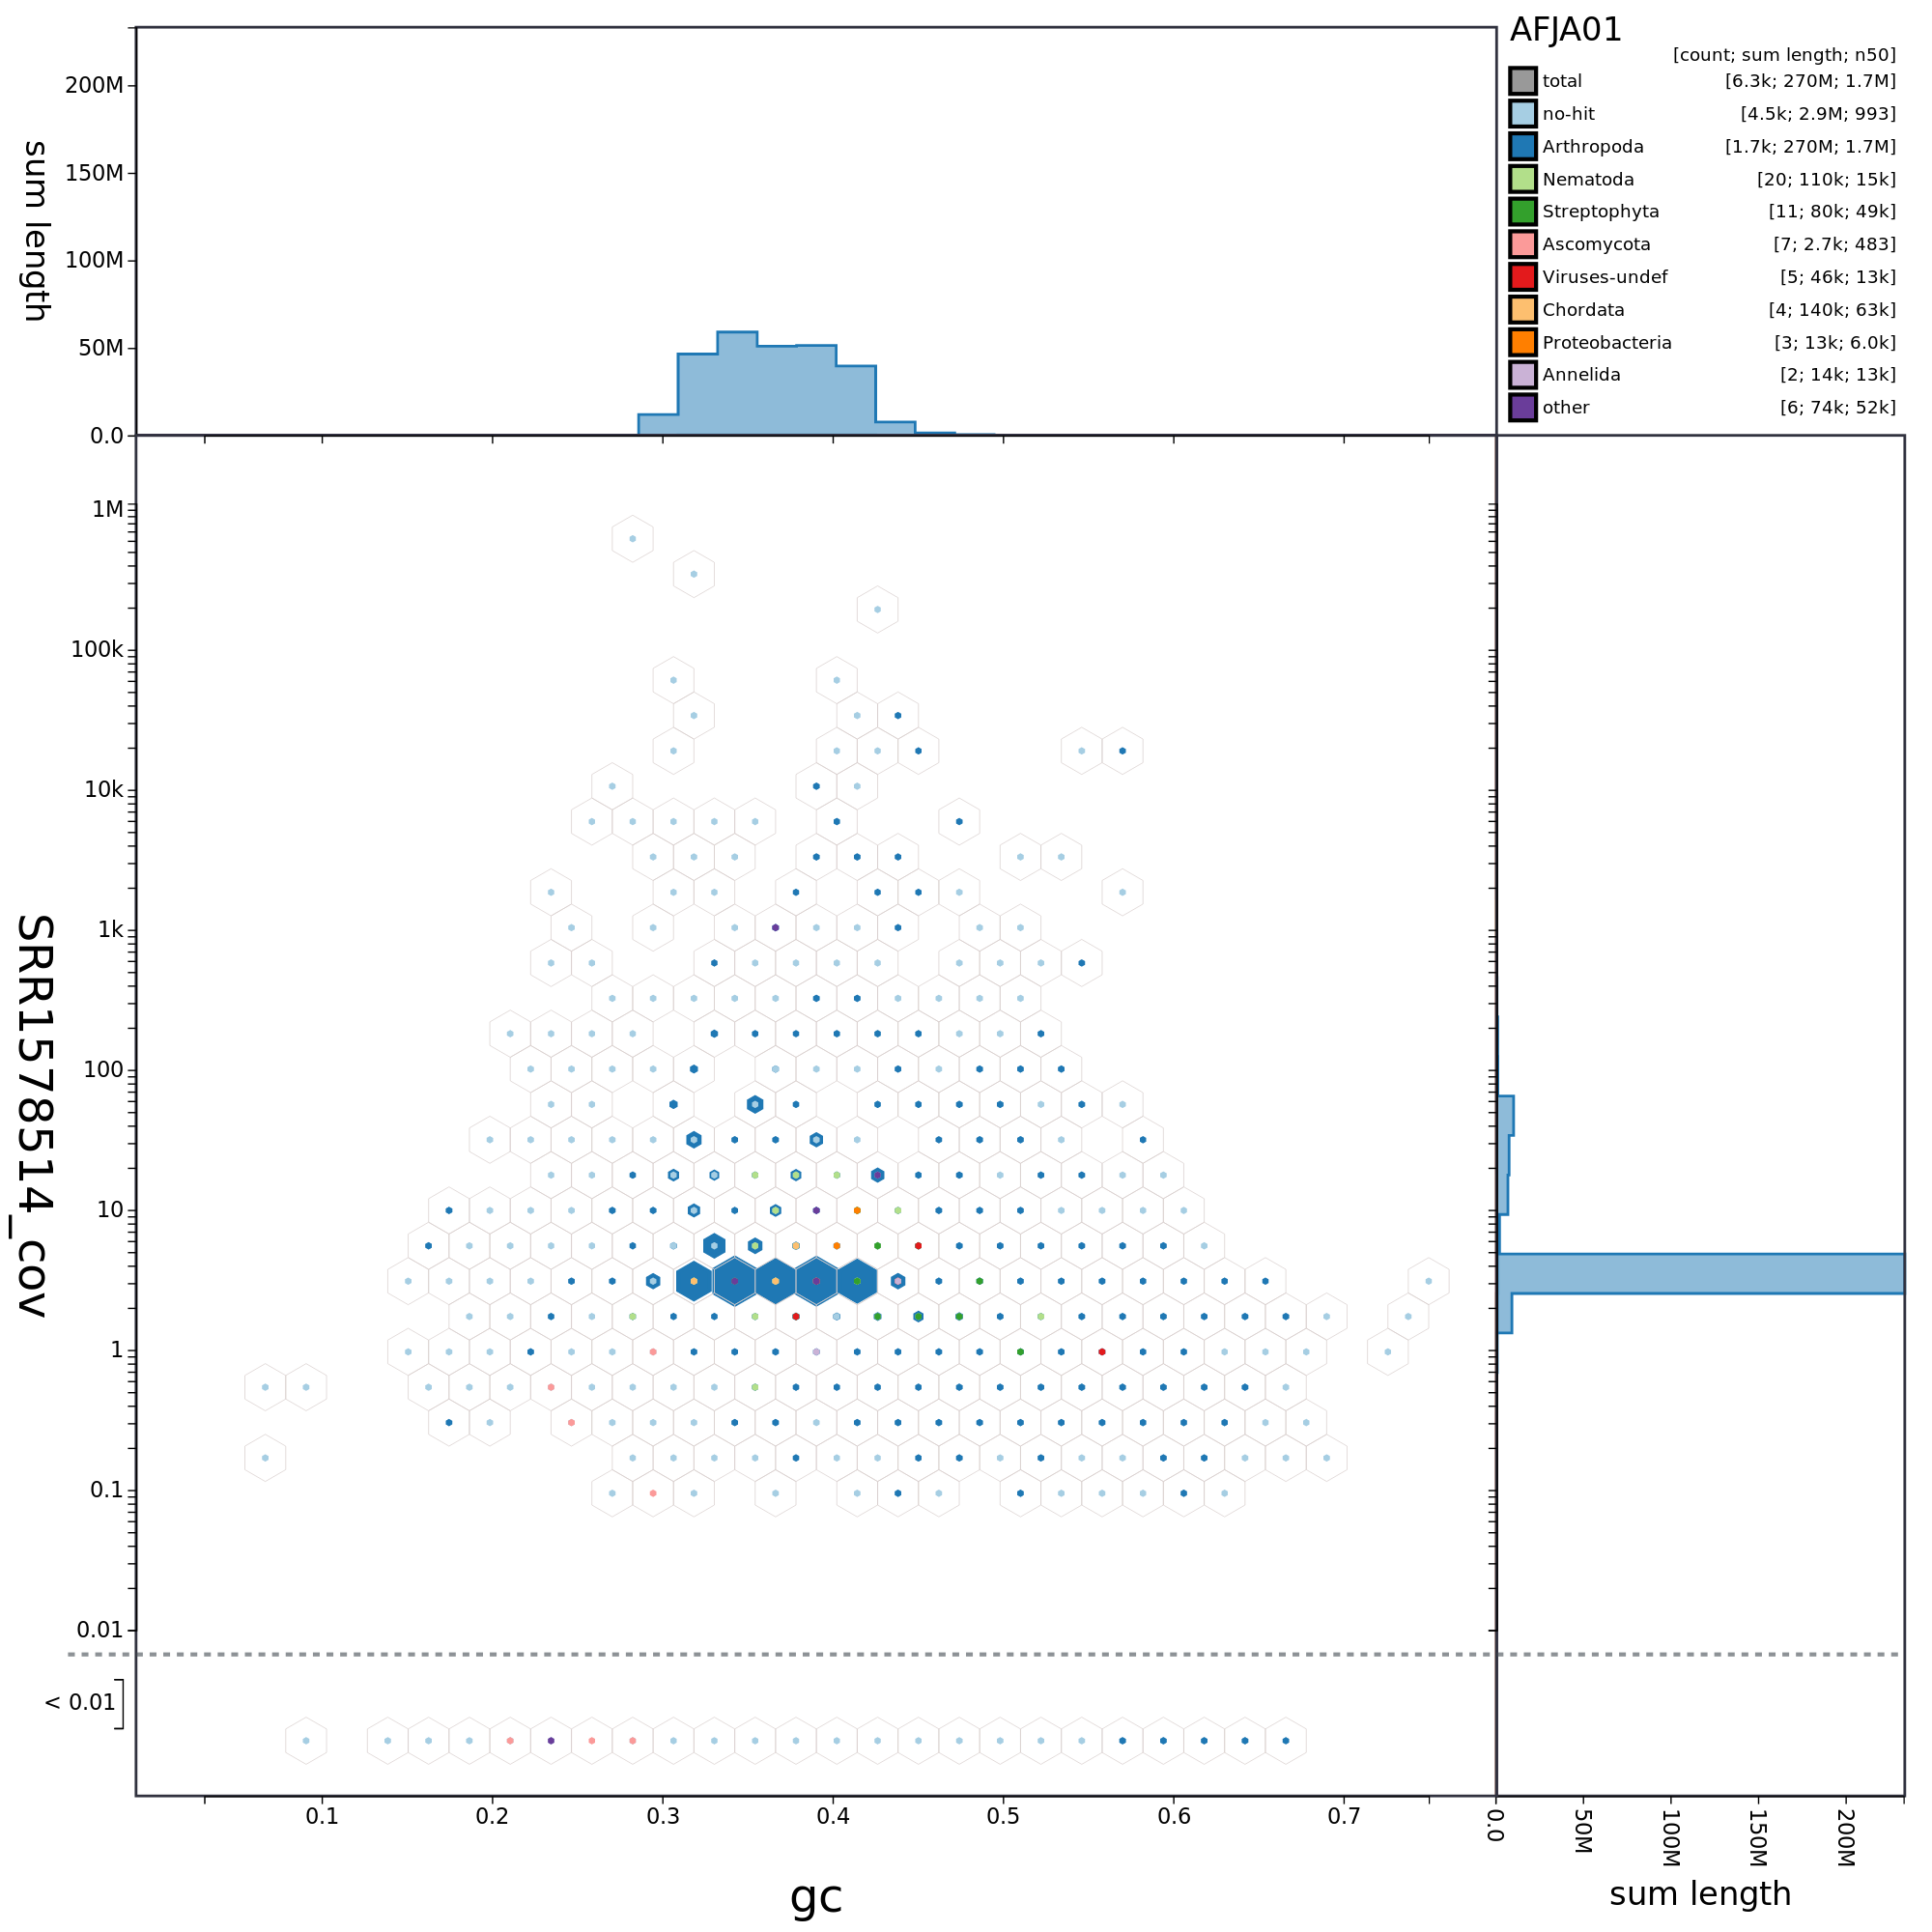 AFJA01
[count; sum length; n50]
total [6.3k; 270M; 1.7M]
no-hit [4.5k; 2.9M; 993]
Arthropoda [1.7k; 270M; 1.7M]
Nematoda [20; 110k; 15k]
Streptophyta [11; 80k; 49k]
Ascomycota [7; 2.7k; 483]
Viruses-undef [5; 46k; 13k]
Chordata [4; 140k; 63k]
Proteobacteria [3; 13k; 6.0k]
Annelida [2; 14k; 13k]
other [6; 74k; 52k]
sum length
200M
150M
100M
50M
0.0
SRR1578514_cov
1M
100k
10k
1k
100
10
1
0.1
0.01
< 0.01
0.1 0.2 0.3 0.4 0.5 0.6 0.7
gc
0.0 50M 100M 150M 200M
sum length